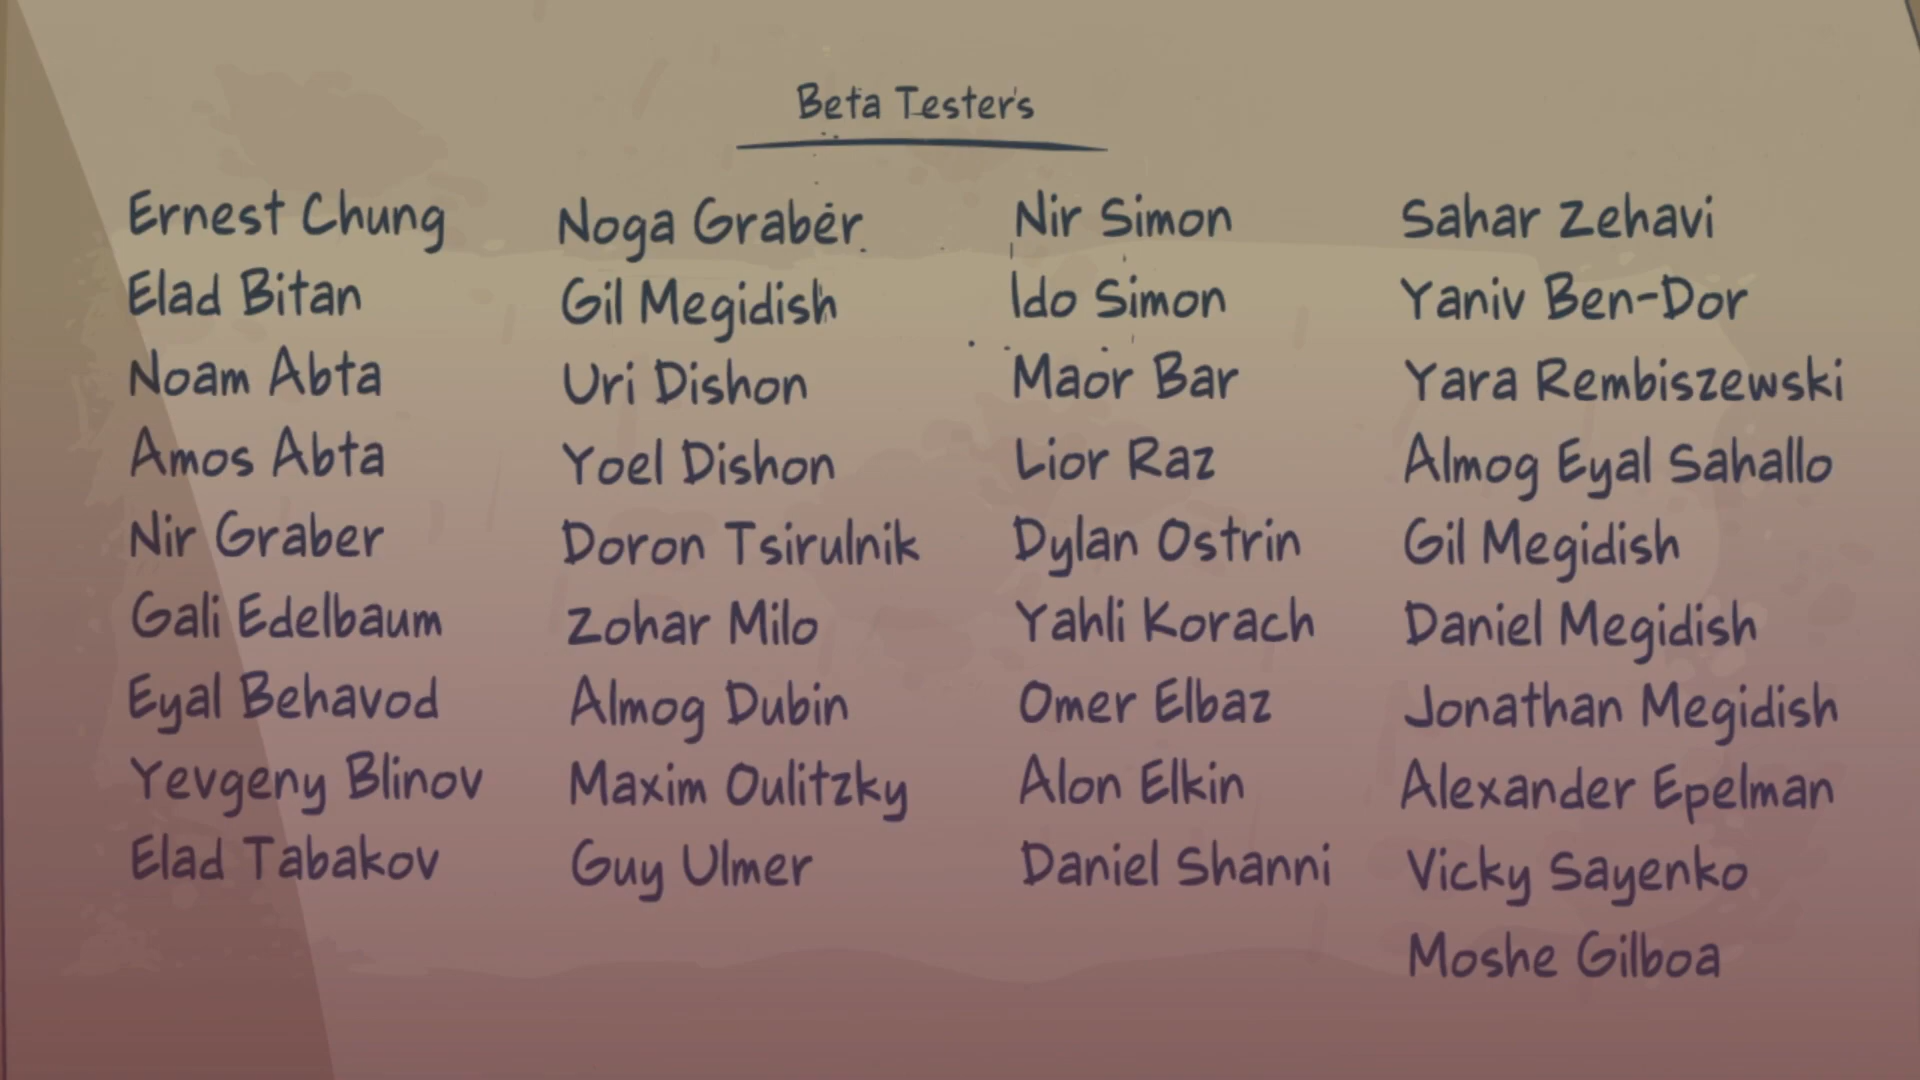 Beta Testers
Ernest Chung
Elad Bitan
Noam Abta
Amos Abta
Nir Graber
Gali Edelbaum
Eyal Behavod
Yevgeny Blinov
Elad Tabakov
Noga Graber
Gil Megidish
Uri Dishon
Yoel Dishon
Doron Tsirulnik
Zohar Milo
Almog Dubin
Maxim Oulitzky
Guy Ulmer
Nir Simon
Ido Simon
Maor Bar
Lior Raz
Dylan Ostrin
Yahli Korach
Omer Elbaz
Alon Elkin
Daniel Shanni
Sahar Zehavi
Yaniv Ben-Dor
Yara Rembiszewski
Almog Eyal Sahallo
Gil Megidish
Daniel Megidish
Jonathan Megidish
Alexander Epelman
Vicky Sayenko
Moshe Gilboa